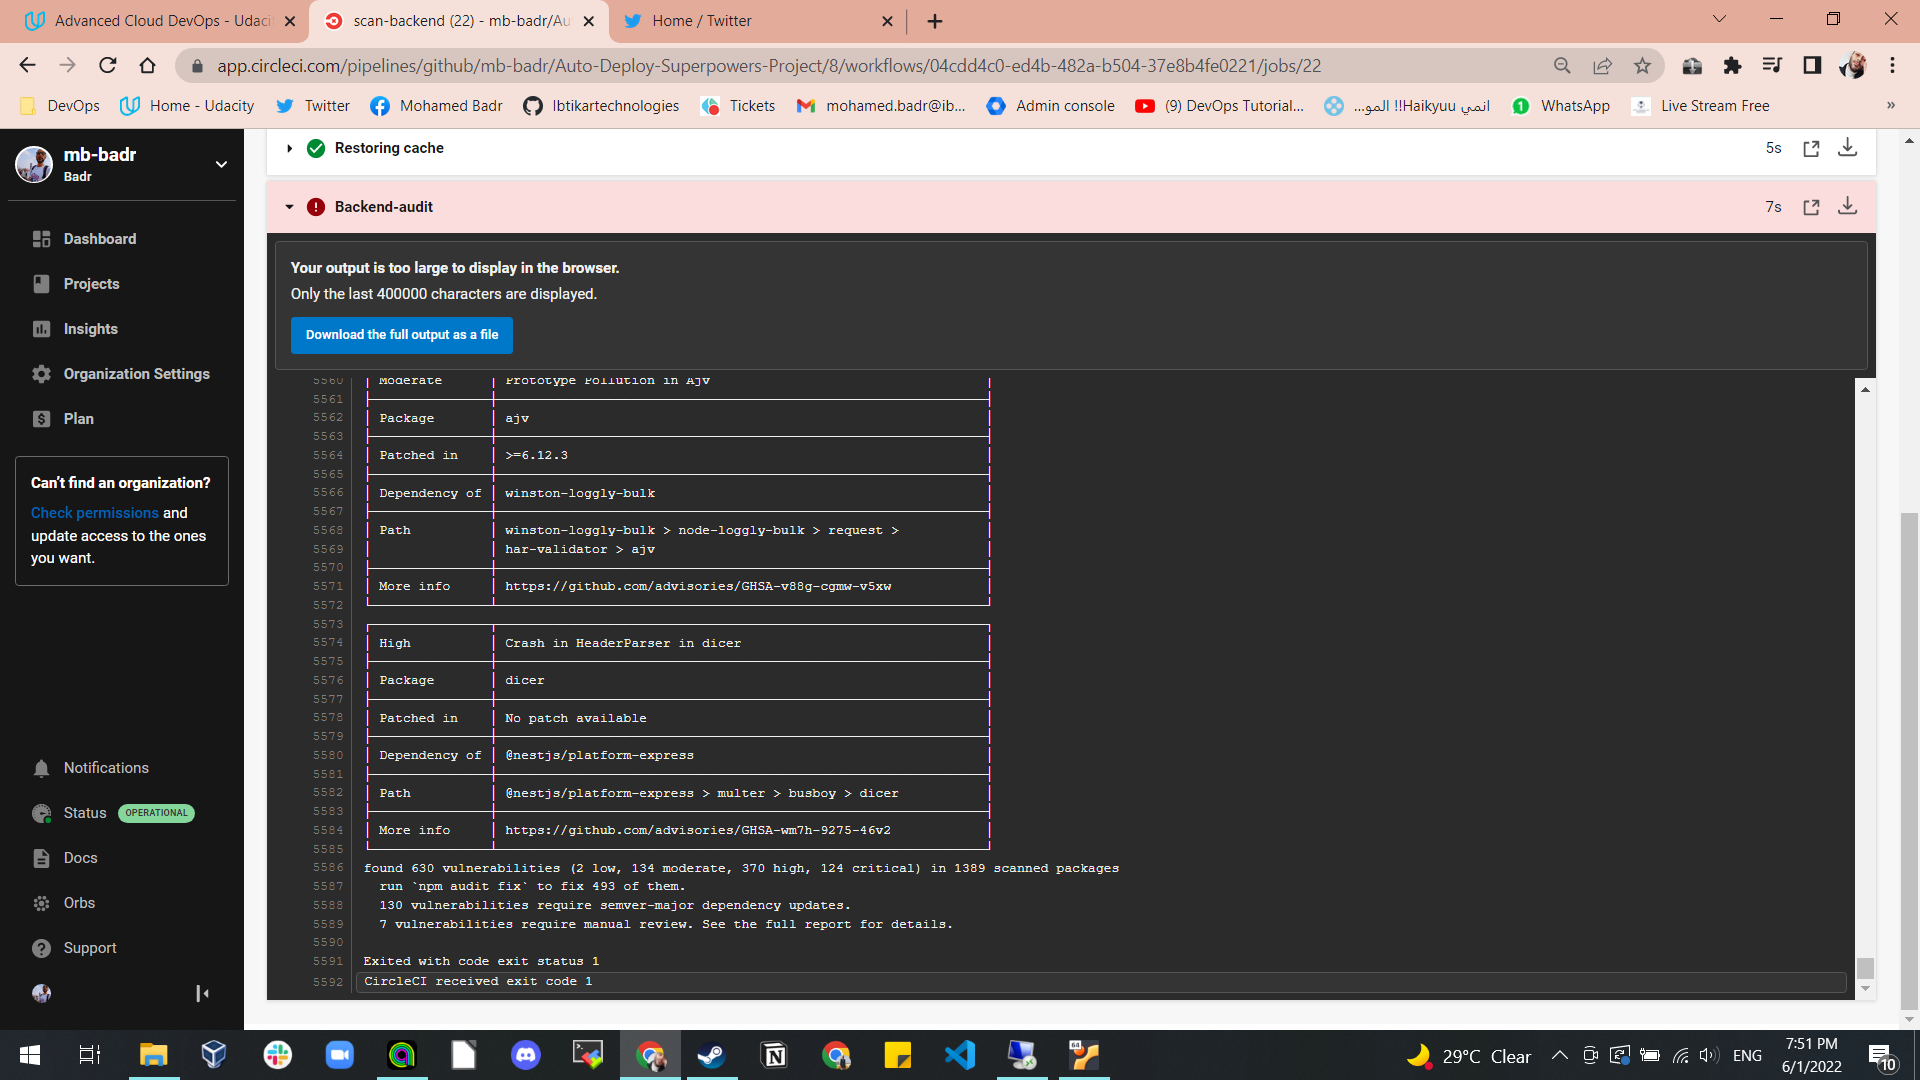 Advanced Cloud DevOps - Udaci
scan-backend (22) - mb-badr/Au
Home / Twitter
app.circleci.com/pipelines/github/mb-badr/Auto-Deploy-Superpowers-Project/8/workflows/04cdd4c0-ed4b-482a-b504-37e8b4fe0221/jobs/22
DevOps
Home - Udacity
Twitter
Mohamed Badr
Ibtikartechnologies
Tickets
mohamed.badr@ib...
Admin console
(9) DevOps Tutorial...
انمي Haikyuu!! المو...
WhatsApp
Live Stream Free
»
mb-badr
Badr
Dashboard
Projects
Insights
Organization Settings
Plan
Can't find an organization?
Check permissions and
update access to the ones
you want.
Notifications
Status OPERATIONAL
Docs
Orbs
Support
Restoring cache 5s
Backend-audit 7s
Your output is too large to display in the browser.
Only the last 400000 characters are displayed.
Download the full output as a file
5560 Moderate Prototype Pollution in Ajv
5561
5562 Package ajv
5563
5564 Patched in >=6.12.3
5565
5566 Dependency of winston-loggly-bulk
5567
5568 Path winston-loggly-bulk > node-loggly-bulk > request >
5569 har-validator > ajv
5570
5571 More info https://github.com/advisories/GHSA-v88g-cgmw-v5xw
5572
5573
5574 High Crash in HeaderParser in dicer
5575
5576 Package dicer
5577
5578 Patched in No patch available
5579
5580 Dependency of @nestjs/platform-express
5581
5582 Path @nestjs/platform-express > multer > busboy > dicer
5583
5584 More info https://github.com/advisories/GHSA-wm7h-9275-46v2
5585
5586 found 630 vulnerabilities (2 low, 134 moderate, 370 high, 124 critical) in 1389 scanned packages
5587 run `npm audit fix` to fix 493 of them.
5588 130 vulnerabilities require semver-major dependency updates.
5589 7 vulnerabilities require manual review. See the full report for details.
5590
5591 Exited with code exit status 1
5592 CircleCI received exit code 1
29°C Clear
ENG
7:51 PM
6/1/2022
10